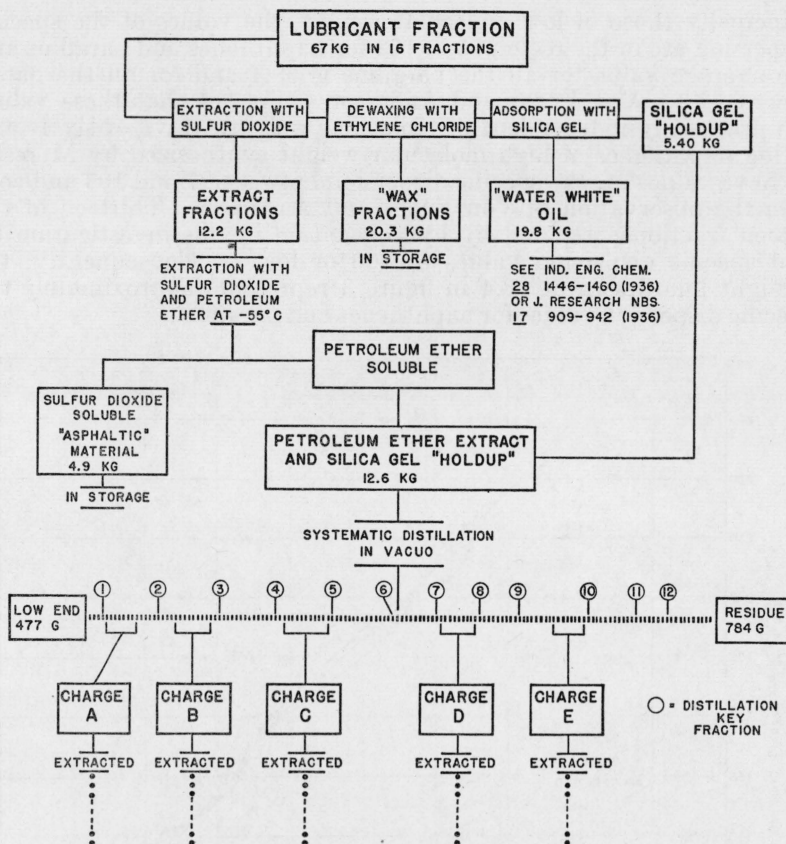 LUBRICANT FRACTION
67 KG IN 16 FRACTIONS
EXTRACTION WITH
SULFUR DIOXIDE
DEWAXING WITH
ETHYLENE CHLORIDE
ADSORPTION WITH
SILICA GEL
SILICA GEL
"HOLDUP"
5.40 KG
EXTRACT
FRACTIONS
12.2 KG
"WAX"
FRACTIONS
20.3 KG
"WATER WHITE"
OIL
19.8 KG
IN STORAGE
EXTRACTION WITH
SULFUR DIOXIDE
AND PETROLEUM
ETHER AT -55°C
SEE IND. ENG. CHEM.
28 1446-1460 (1936)
OR J. RESEARCH NBS.
17 909-942 (1936)
PETROLEUM ETHER
SOLUBLE
SULFUR DIOXIDE
SOLUBLE
"ASPHALTIC"
MATERIAL
4.9 KG
IN STORAGE
PETROLEUM ETHER EXTRACT
AND SILICA GEL "HOLDUP"
12.6 KG
SYSTEMATIC DISTILLATION
IN VACUO
1 2 3 4 5 6 7 8 9 10 11 12
LOW END
477 G
RESIDUE
784 G
CHARGE
A
CHARGE
B
CHARGE
C
CHARGE
D
CHARGE
E
○ = DISTILLATION
KEY
FRACTION
EXTRACTED
EXTRACTED
EXTRACTED
EXTRACTED
EXTRACTED